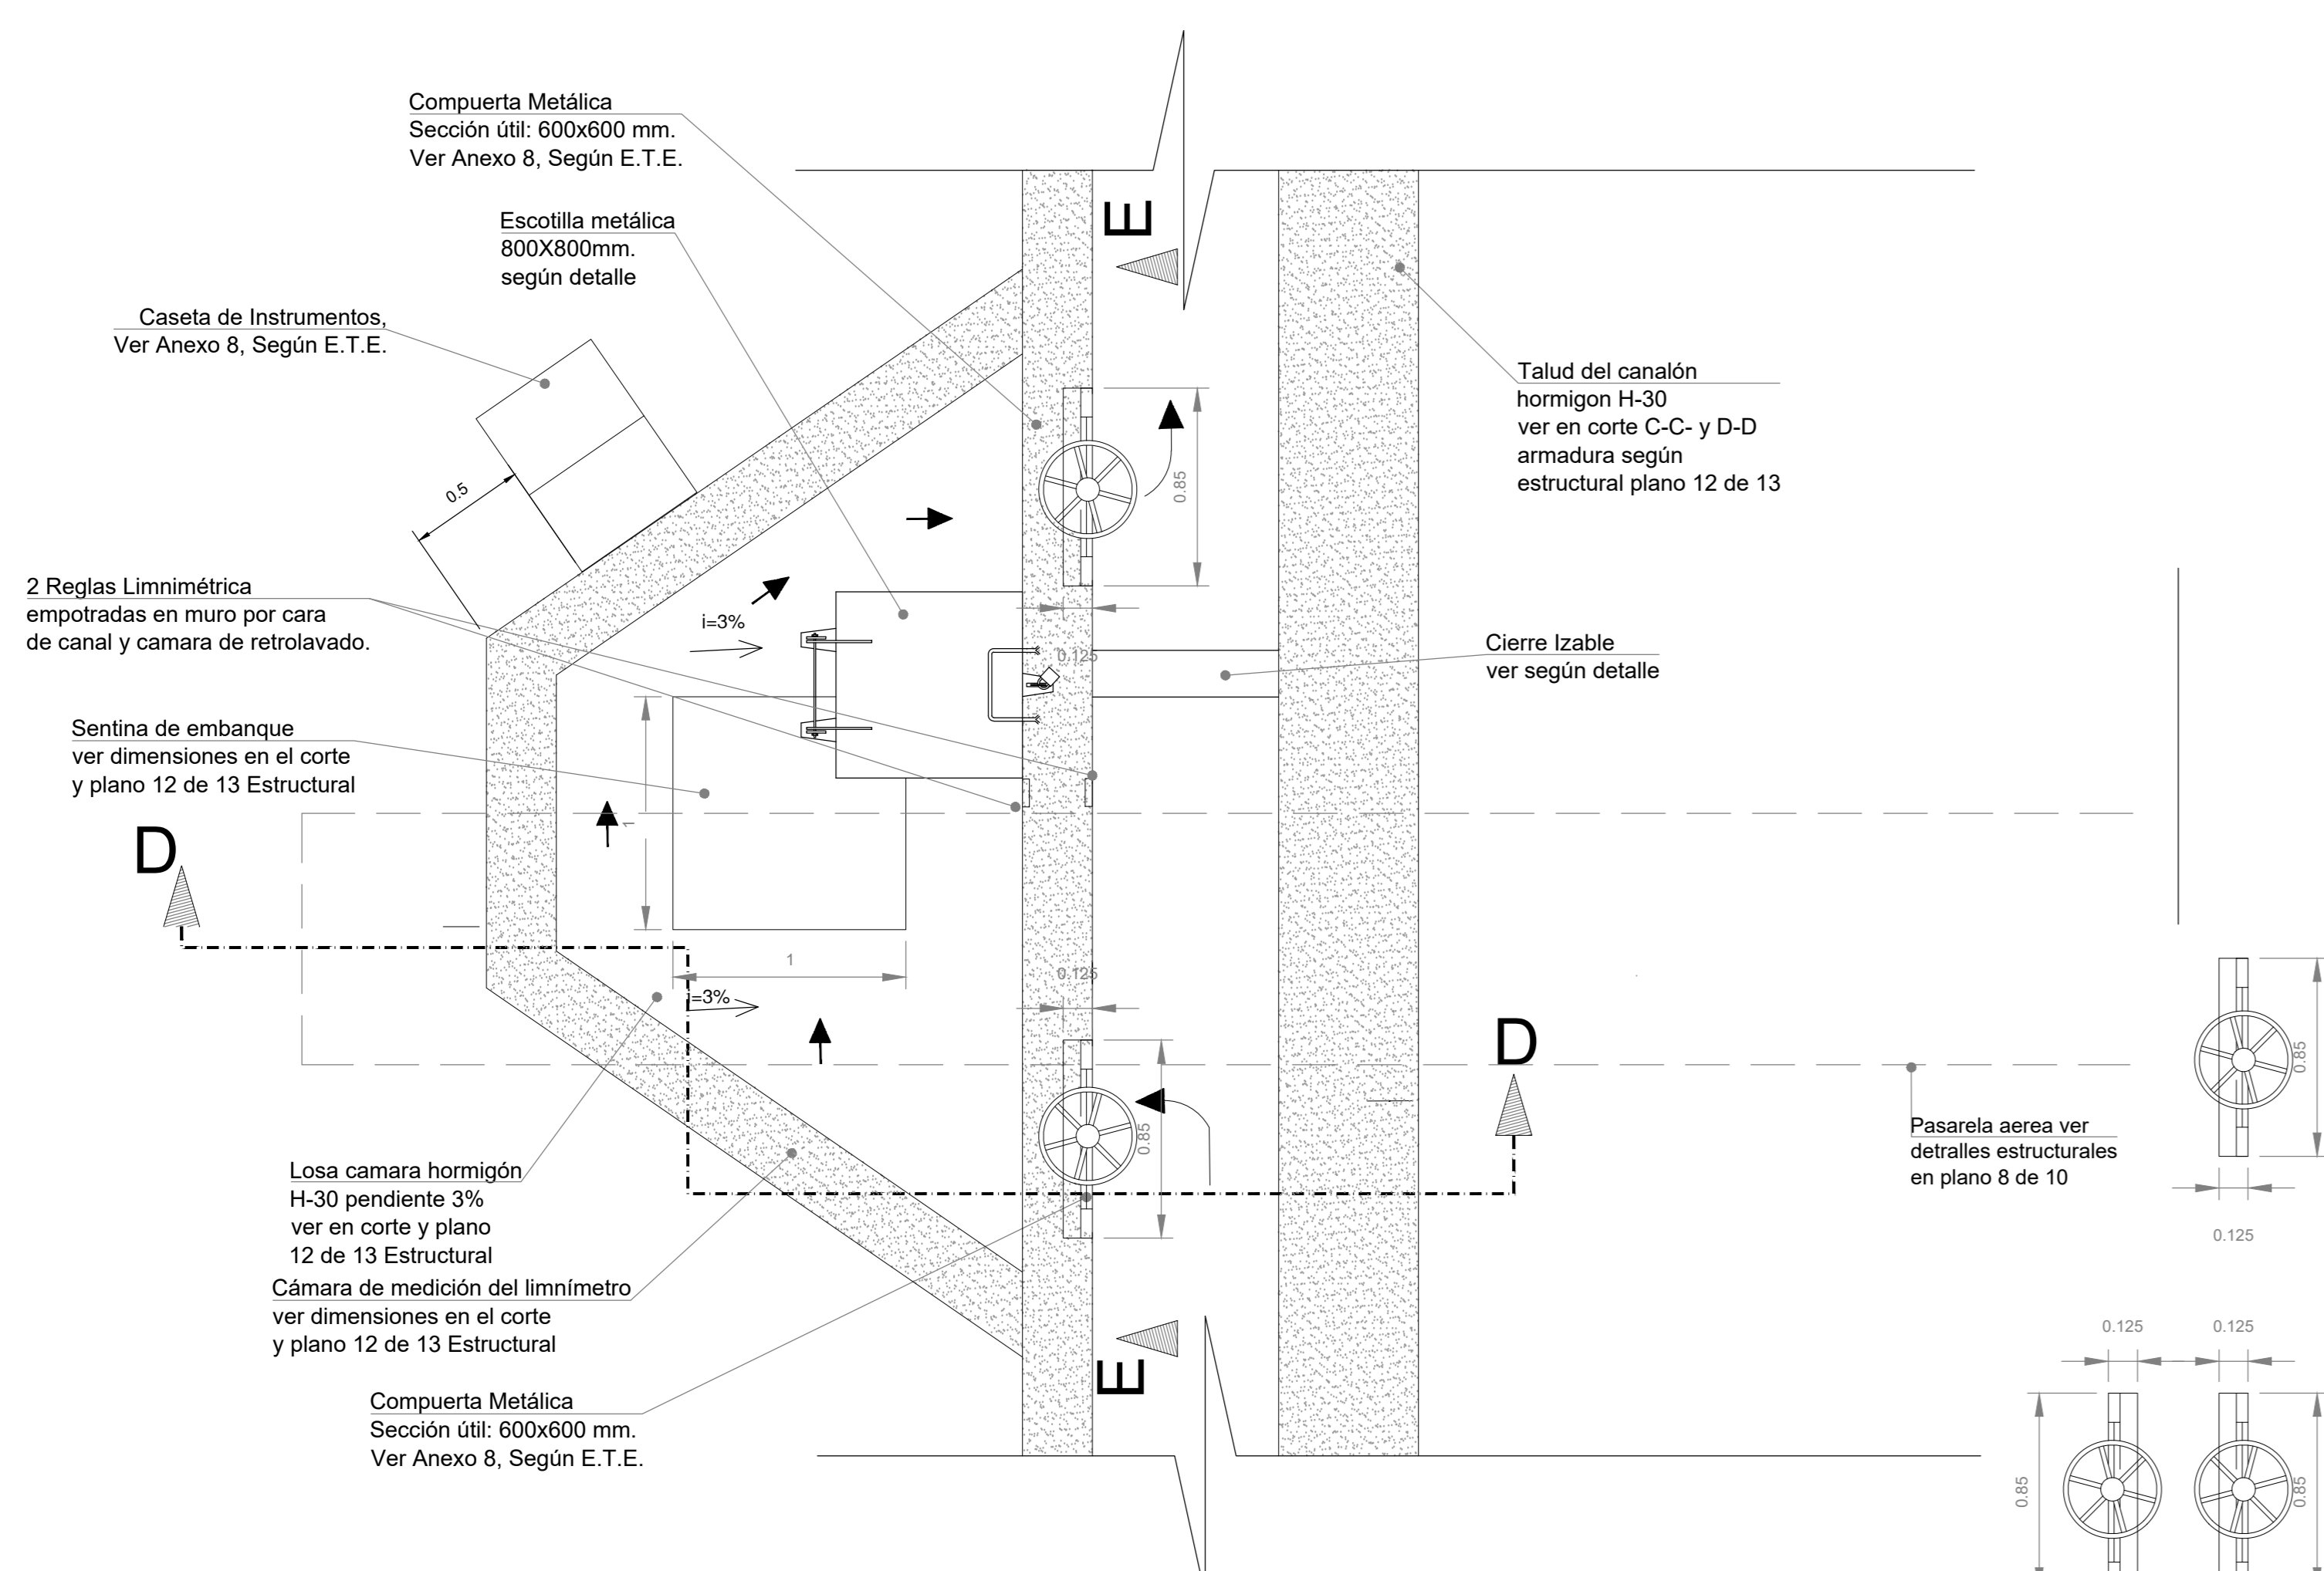 Compuerta Metálica
Sección útil: 600x600 mm.
Ver Anexo 8, Según E.T.E.
Escotilla metálica
800X800mm.
según detalle
Caseta de Instrumentos,
Ver Anexo 8, Según E.T.E.
E
Talud del canalón
hormigon H-30
ver en corte C-C- y D-D
armadura según
estructural plano 12 de 13
0.5
0.85
2 Reglas Limnimétrica
empotradas en muro por cara
de canal y camara de retrolavado.
i=3%
0.125
Cierre Izable
ver según detalle
Sentina de embanque
ver dimensiones en el corte
y plano 12 de 13 Estructural
D
1
1
0.125
i=3%
D
0.85
0.85
Pasarela aerea ver
detralles estructurales
en plano 8 de 10
0.125
Losa camara hormigón
H-30 pendiente 3%
ver en corte y plano
12 de 13 Estructural
Cámara de medición del limnímetro
ver dimensiones en el corte
y plano 12 de 13 Estructural
E
Compuerta Metálica
Sección útil: 600x600 mm.
Ver Anexo 8, Según E.T.E.
0.125
0.125
0.85
0.85